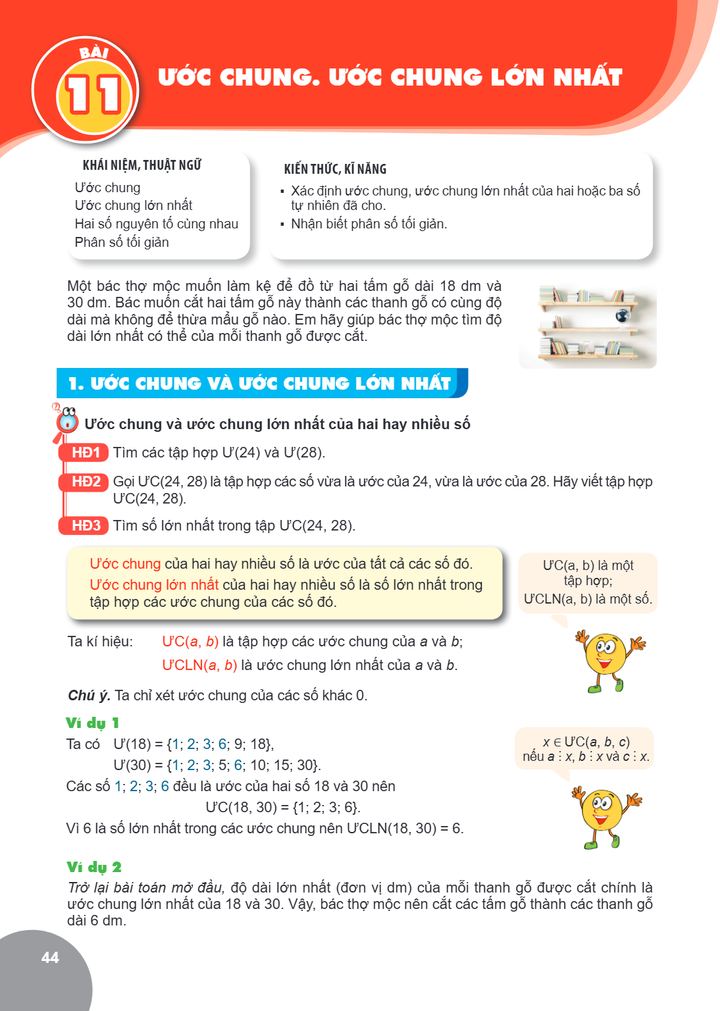 BÀI
11
ƯỚC CHUNG. ƯỚC CHUNG LỚN NHẤT
KHÁI NIỆM, THUẬT NGỮ
Ước chung
Ước chung lớn nhất
Hai số nguyên tố cùng nhau
Phân số tối giản
KIẾN THỨC, KĨ NĂNG
▪ Xác định ước chung, ước chung lớn nhất của hai hoặc ba số
tự nhiên đã cho.
▪ Nhận biết phân số tối giản.
Một bác thợ mộc muốn làm kệ để đồ từ hai tấm gỗ dài 18 dm và
30 dm. Bác muốn cắt hai tấm gỗ này thành các thanh gỗ có cùng độ
dài mà không để thừa mẩu gỗ nào. Em hãy giúp bác thợ mộc tìm độ
dài lớn nhất có thể của mỗi thanh gỗ được cắt.
1. ƯỚC CHUNG VÀ ƯỚC CHUNG LỚN NHẤT
Ước chung và ước chung lớn nhất của hai hay nhiều số
HĐ1 Tìm các tập hợp Ư(24) và Ư(28).
HĐ2 Gọi ƯC(24, 28) là tập hợp các số vừa là ước của 24, vừa là ước của 28. Hãy viết tập hợp
ƯC(24, 28).
HĐ3 Tìm số lớn nhất trong tập ƯC(24, 28).
Ước chung của hai hay nhiều số là ước của tất cả các số đó.
Ước chung lớn nhất của hai hay nhiều số là số lớn nhất trong
tập hợp các ước chung của các số đó.
ƯC(a, b) là một
tập hợp;
ƯCLN(a, b) là một số.
Ta kí hiệu: ƯC(a, b) là tập hợp các ước chung của a và b;
ƯCLN(a, b) là ước chung lớn nhất của a và b.
Chú ý. Ta chỉ xét ước chung của các số khác 0.
Ví dụ 1
Ta có Ư(18) = {1; 2; 3; 6; 9; 18},
Ư(30) = {1; 2; 3; 5; 6; 10; 15; 30}.
Các số 1; 2; 3; 6 đều là ước của hai số 18 và 30 nên
ƯC(18, 30) = {1; 2; 3; 6}.
Vì 6 là số lớn nhất trong các ước chung nên ƯCLN(18, 30) = 6.
x ∈ ƯC(a, b, c)
nếu a ⋮ x, b ⋮ x và c ⋮ x.
Ví dụ 2
Trở lại bài toán mở đầu, độ dài lớn nhất (đơn vị dm) của mỗi thanh gỗ được cắt chính là
ước chung lớn nhất của 18 và 30. Vậy, bác thợ mộc nên cắt các tấm gỗ thành các thanh gỗ
dài 6 dm.
44